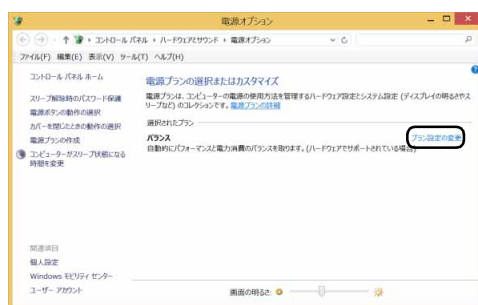 電源オプション
コントロール パネル ▸ ハードウェアとサウンド ▸ 電源オプション
ファイル(F) 編集(E) 表示(V) ツール(T) ヘルプ(H)
コントロール パネル ホーム
スリープ解除時のパスワード保護
電源ボタンの動作の選択
カバーを閉じたときの動作の選択
電源プランの作成
コンピューターがスリープ状態になる
時間を変更
電源プランの選択またはカスタマイズ
電源プランは、コンピューターの電源の使用方法を管理するハードウェア設定とシステム設定 (ディスプレイの明るさやス
リープなど) のコレクションです。電源プランの詳細
選択されたプラン
バランス
プラン設定の変更
自動的にパフォーマンスと電力消費のバランスを取ります。(ハードウェアでサポートされている場合)
関連項目
個人設定
Windows モビリティ センター
ユーザー アカウント
画面の明るさ: